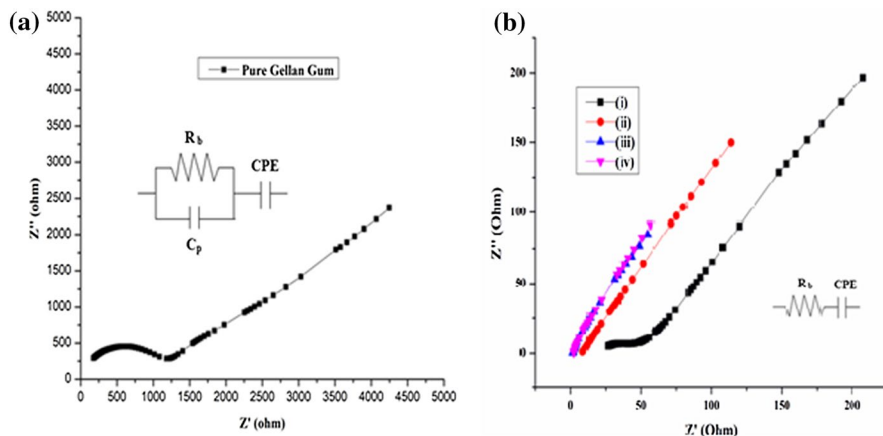 (a)
5000
4500
4000
3500
3000
2500
2000
1500
1000
500
0
Z'' (ohm)
Pure Gellan Gum
R b
CPE
C p
0 500 1000 1500 2000 2500 3000 3500 4000 4500 5000
Z' (ohm)
(b)
200
150
100
50
0
Z'' (Ohm)
(i)
(ii)
(iii)
(iv)
R b CPE
0 50 100 150 200
Z' (Ohm)